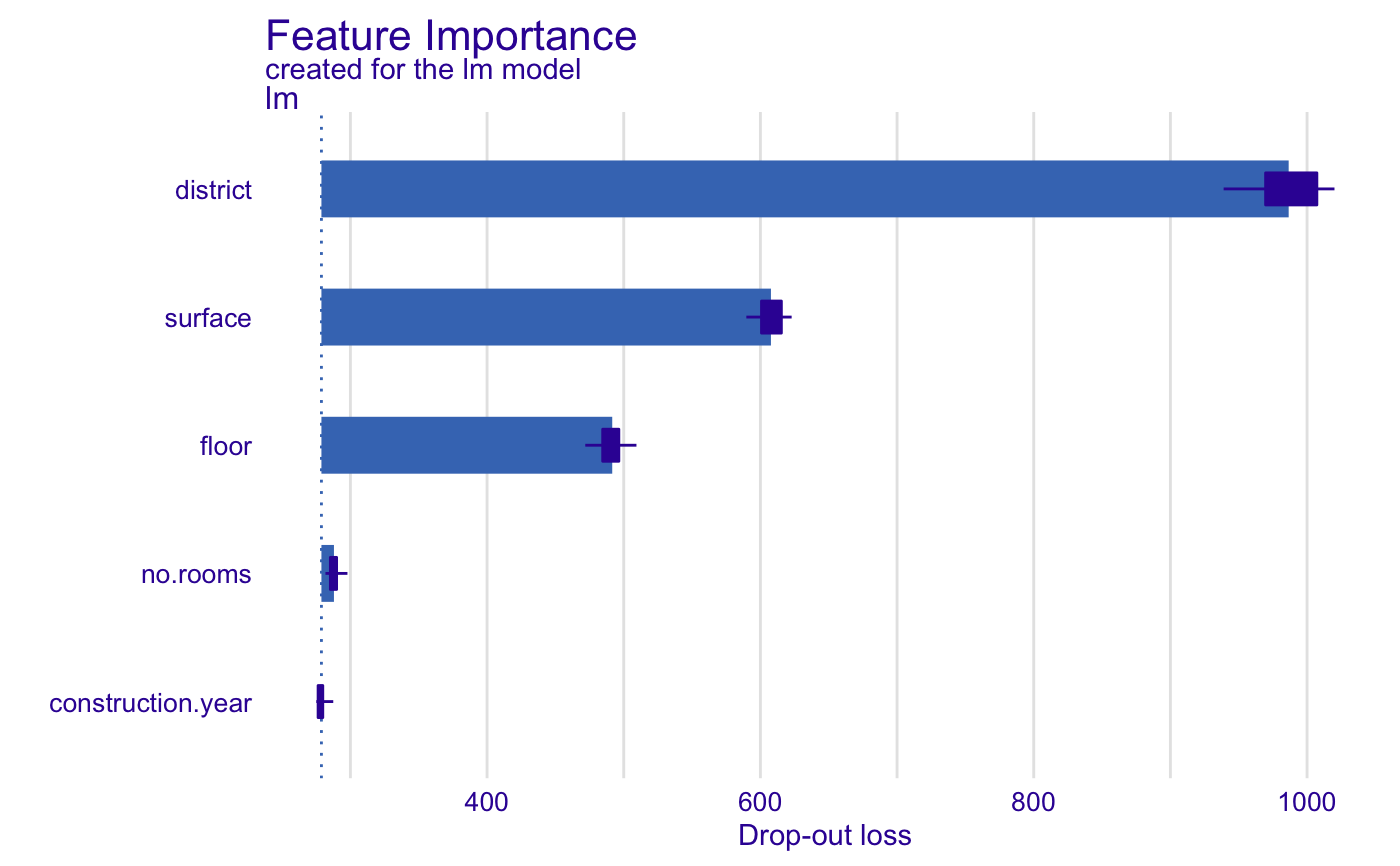 Feature Importance
created for the lm model
lm
district
surface
floor
no.rooms
construction.year
400 600 800 1000
Drop-out loss